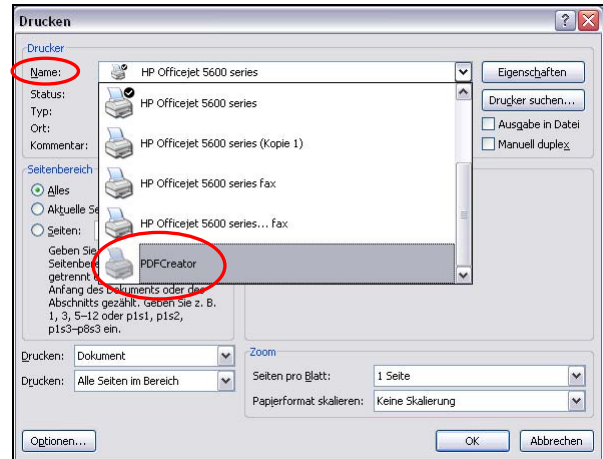 Drucken
Drucker
Name: HP Officejet 5600 series
Eigenschaften
Status:
HP Officejet 5600 series
Drucker suchen...
Typ:
Ort:
HP Officejet 5600 series (Kopie 1)
Ausgabe in Datei
Kommentar:
Manuell duplex
Seitenbereich
HP Officejet 5600 series fax
Alles
Aktuelle Se
HP Officejet 5600 series... fax
Seiten:
Geben Sie
PDFCreator
Seitenbere
getrennt
Anfang des Dokuments oder des
Abschnitts gezählt. Geben Sie z. B.
1, 3, 5–12 oder p1s1, p1s2,
p1s3–p8s3 ein.
Drucken: Dokument
Drucken: Alle Seiten im Bereich
Zoom
Seiten pro Blatt: 1 Seite
Papierformat skalieren: Keine Skalierung
Optionen...
OK
Abbrechen